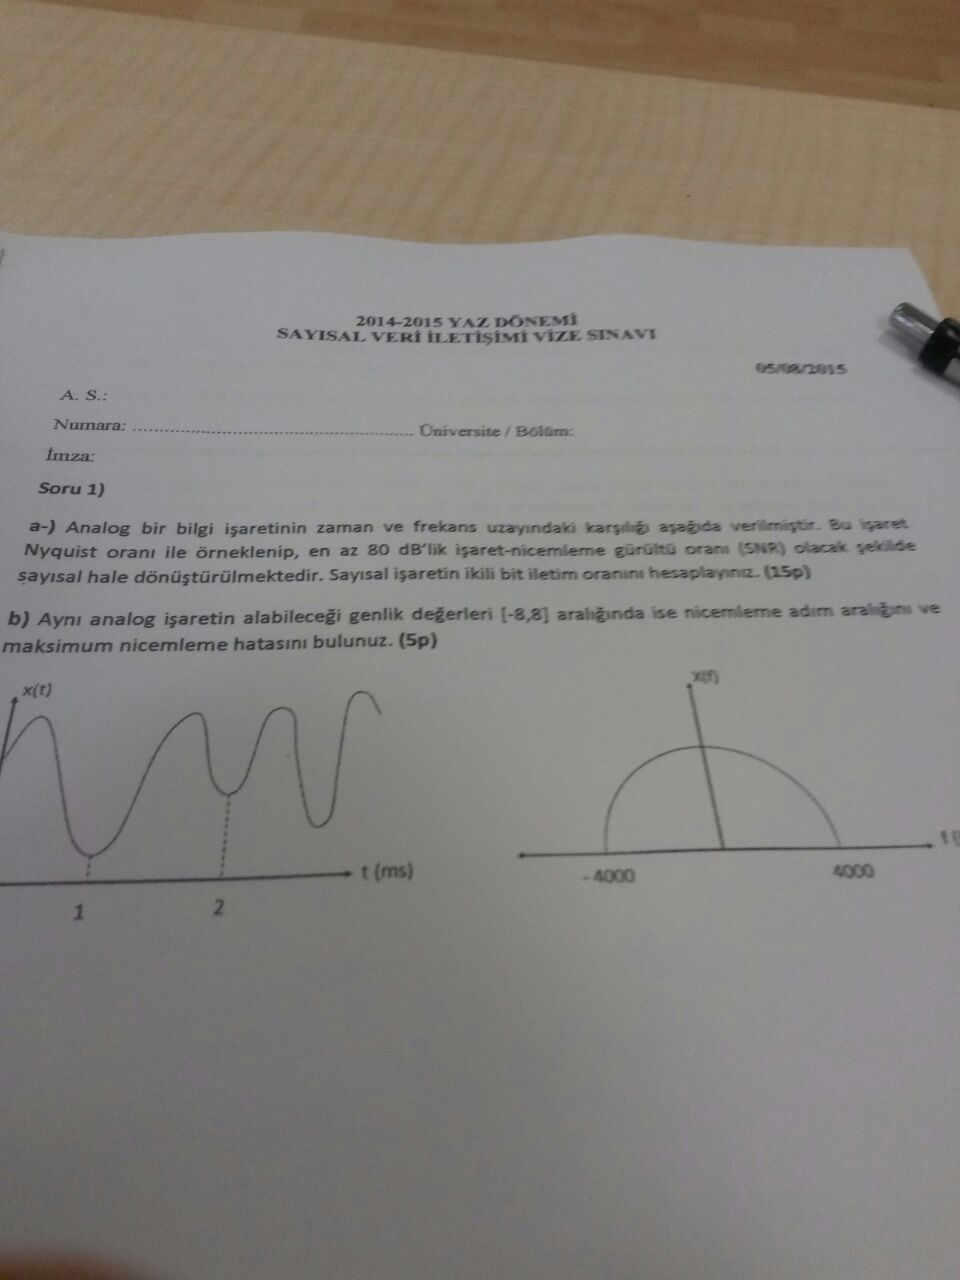 2014-2015 YAZ DÖNEMİ
SAYISAL VERİ İLETİŞİMİ VİZE SINAVI
05/08/2015
A. S.:
Numara: ................................................ Üniversite / Bölüm:
İmza:
Soru 1)
a-) Analog bir bilgi işaretinin zaman ve frekans uzayındaki karşılığı aşağıda verilmiştir. Bu işaret
Nyquist oranı ile örneklenip, en az 80 dB'lik işaret-nicemleme gürültü oranı (SNR) olacak şekilde
sayısal hale dönüştürülmektedir. Sayısal işaretin ikili bit iletim oranını hesaplayınız. (15p)
b) Aynı analog işaretin alabileceği genlik değerleri [-8,8] aralığında ise nicemleme adım aralığını ve
maksimum nicemleme hatasını bulunuz. (5p)
x(t)
X(f)
t (ms)
f (
1
2
- 4000
4000